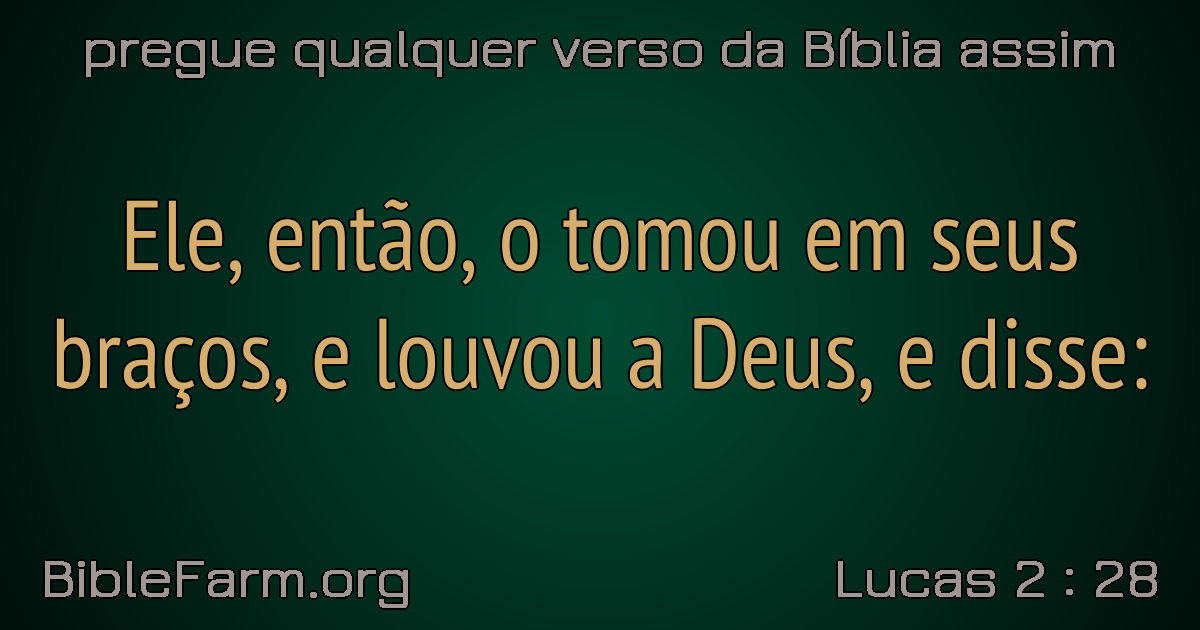 pregue qualquer verso da Bíblia assim
Ele, então, o tomou em seus
braços, e louvou a Deus, e disse:
BibleFarm.org
Lucas 2 : 28